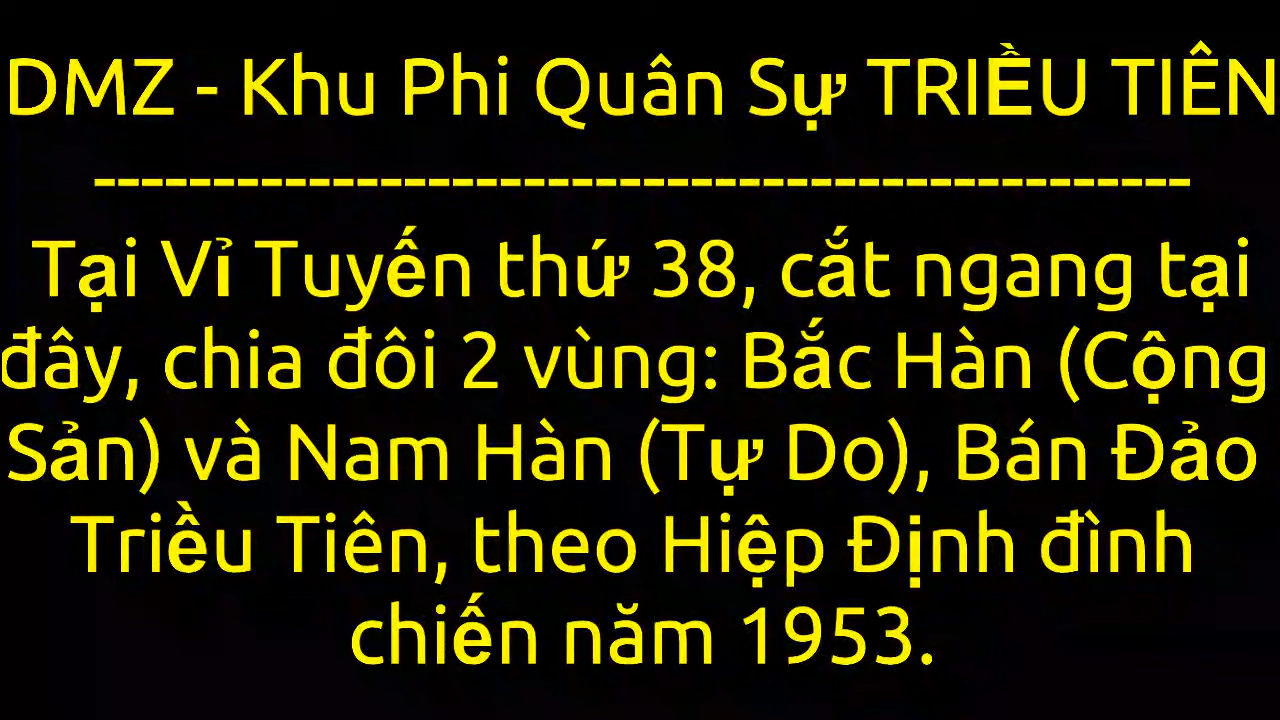 DMZ - Khu Phi Quân Sự TRIỀU TIÊN
----------------------------------------------
Tại Vỉ Tuyến thứ 38, cắt ngang tại
đây, chia đôi 2 vùng: Bắc Hàn (Cộng
Sản) và Nam Hàn (Tự Do), Bán Đảo
Triều Tiên, theo Hiệp Định đình
chiến năm 1953.